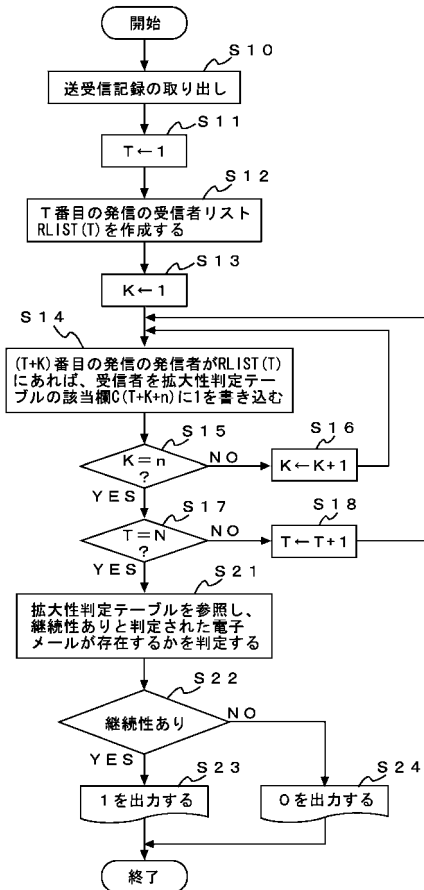 開始
S10
送受信記録の取り出し
S11
T←1
S12
T番目の発信の受信者リスト
RLIST(T)を作成する
S13
K←1
S14
(T+K)番目の発信の発信者がRLIST(T)
にあれば、受信者を拡大性判定テー
ブルの該当欄C(T+K+n)に1を書き込む
S15
K=n
?
NO
S16
K←K+1
YES
S17
T=N
?
NO
S18
T←T+1
YES
S21
拡大性判定テーブルを参照し、
継続性ありと判定された電子
メールが存在するかを判定する
S22
継続性あり
NO
YES
S23
1を出力する
S24
0を出力する
終了